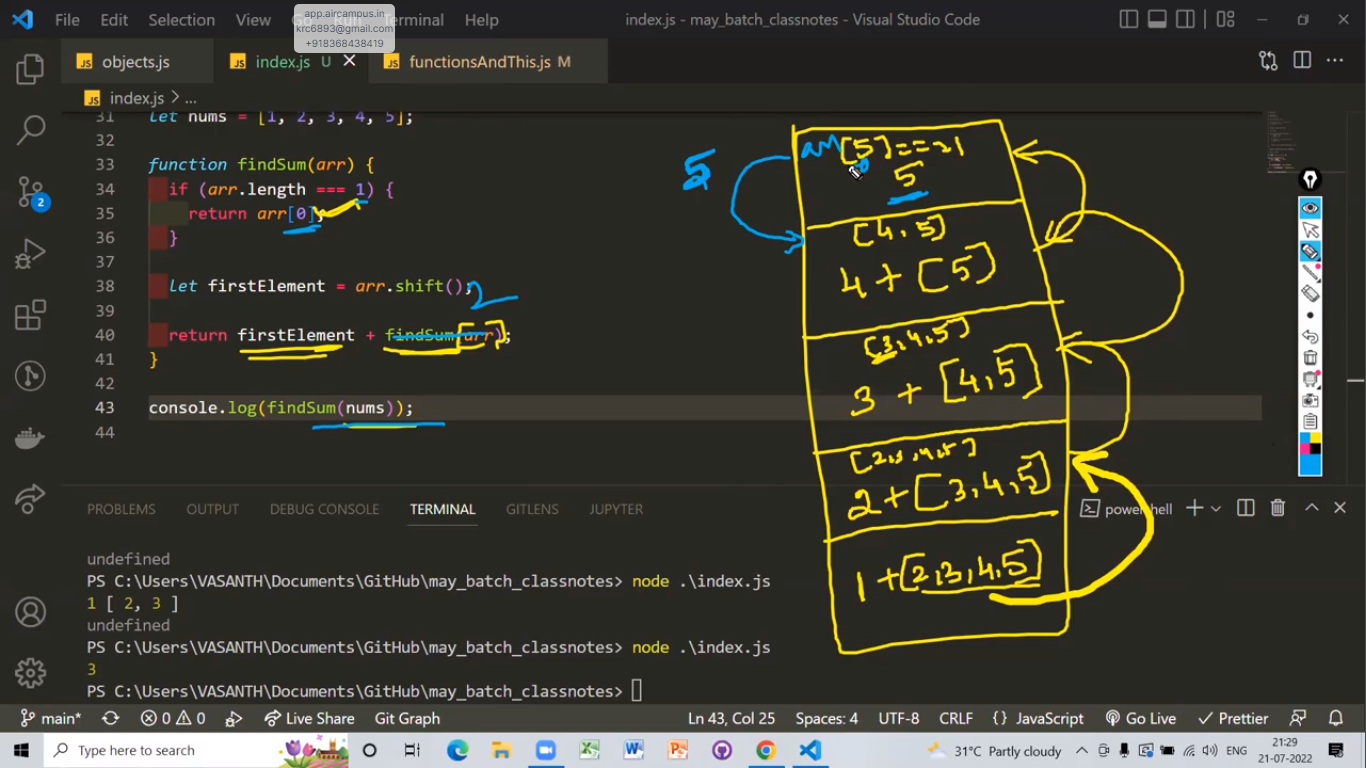 File Edit Selection View Go Run Terminal Help
index.js - may_batch_classnotes - Visual Studio Code
app.aircampus.in
krc6893@gmail.com
+918368438419
JS objects.js
JS index.js U
JS functionsAndThis.js M
JS index.js > ...
31 let nums = [1, 2, 3, 4, 5];
32
33 function findSum(arr) {
34 if (arr.length === 1) {
35 return arr[0];
36 }
37
38 let firstElement = arr.shift();
39
40 return firstElement + findSum(arr);
41 }
42
43 console.log(findSum(nums));
44
2
5
arr[5]==1
0
5
[4,5]
4 + [5]
[3,4,5]
3 + [4,5]
[2,3,4,5]
2+[3,4,5]
1+[2,3,4,5]
2
PROBLEMS OUTPUT DEBUG CONSOLE TERMINAL GITLENS JUPYTER
powershell
undefined
PS C:\Users\VASANTH\Documents\GitHub\may_batch_classnotes> node .\index.js
1 [ 2, 3 ]
undefined
PS C:\Users\VASANTH\Documents\GitHub\may_batch_classnotes> node .\index.js
3
PS C:\Users\VASANTH\Documents\GitHub\may_batch_classnotes>
main* 0 0 Live Share Git Graph Ln 43, Col 25 Spaces: 4 UTF-8 CRLF {} JavaScript Go Live Prettier
Type here to search
31°C Partly cloudy
ENG
21:29
21-07-2022